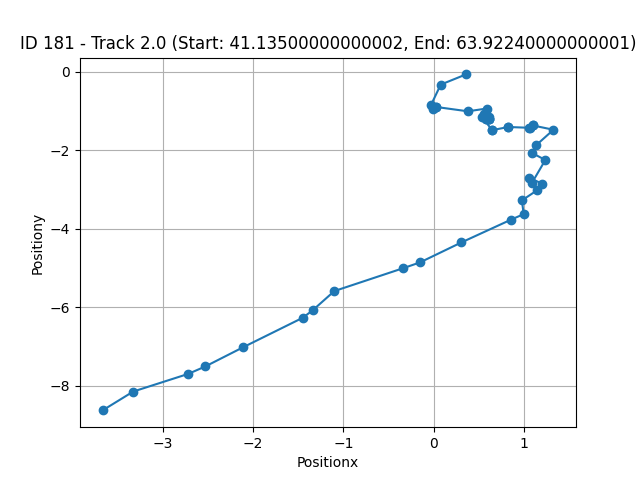 ID 181 - Track 2.0 (Start: 41.13500000000002, End: 63.92240000000001)
0
−2
−4
−6
−8
Positiony
−3 −2 −1 0 1
Positionx